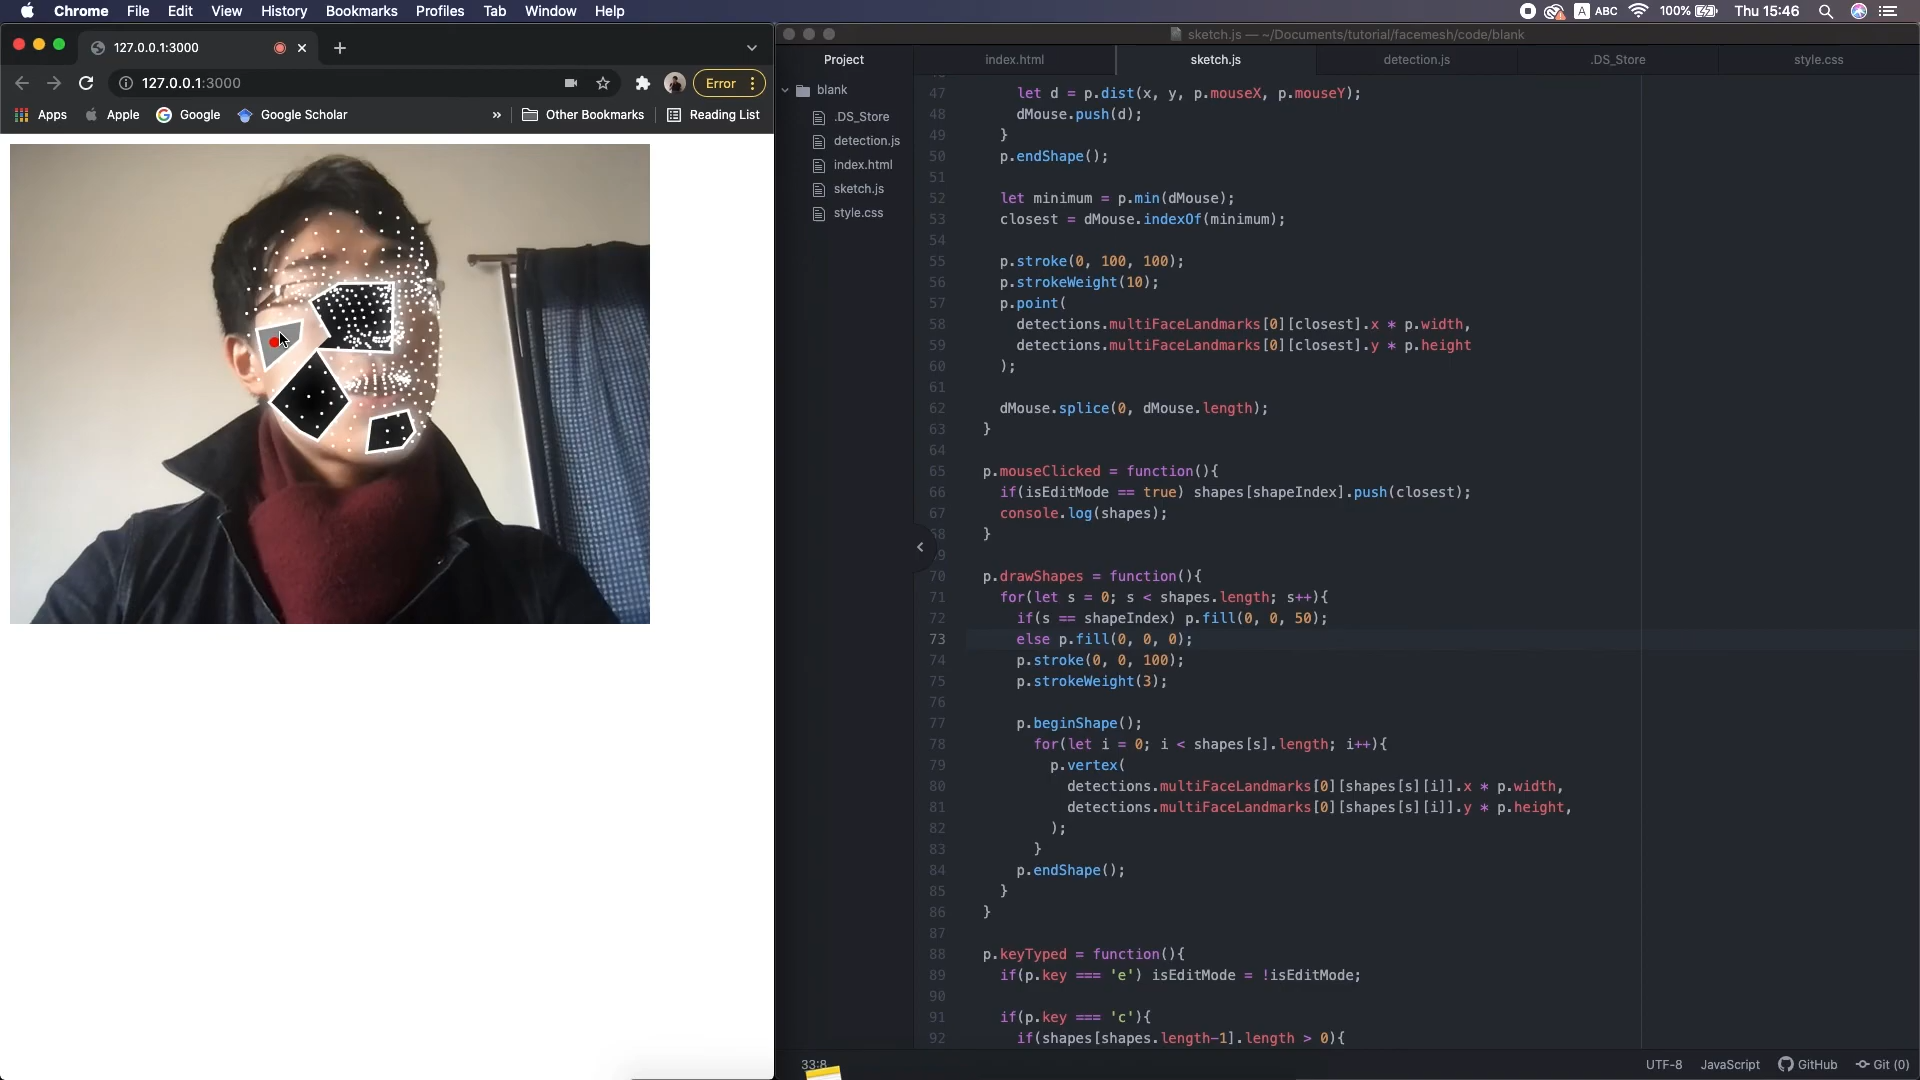 Chrome File Edit View History Bookmarks Profiles Tab Window Help
A ABC 100% Thu 15:46
127.0.0.1:3000
127.0.0.1:3000
Error
Apps Apple Google Google Scholar » Other Bookmarks Reading List
sketch.js — ~/Documents/tutorial/facemesh/code/blank
Project
index.html sketch.js detection.js .DS_Store style.css
blank
.DS_Store
detection.js
index.html
sketch.js
style.css
47 let d = p.dist(x, y, p.mouseX, p.mouseY);
48 dMouse.push(d);
49 }
50 p.endShape();
51
52 let minimum = p.min(dMouse);
53 closest = dMouse.indexOf(minimum);
54
55 p.stroke(0, 100, 100);
56 p.strokeWeight(10);
57 p.point(
58 detections.multiFaceLandmarks[0][closest].x * p.width,
59 detections.multiFaceLandmarks[0][closest].y * p.height
60 );
61
62 dMouse.splice(0, dMouse.length);
63 }
64
65 p.mouseClicked = function(){
66 if(isEditMode == true) shapes[shapeIndex].push(closest);
67 console.log(shapes);
68 }
69
70 p.drawShapes = function(){
71 for(let s = 0; s < shapes.length; s++){
72 if(s == shapeIndex) p.fill(0, 0, 50);
73 else p.fill(0, 0, 0);
74 p.stroke(0, 0, 100);
75 p.strokeWeight(3);
76
77 p.beginShape();
78 for(let i = 0; i < shapes[s].length; i++){
79 p.vertex(
80 detections.multiFaceLandmarks[0][shapes[s][i]].x * p.width,
81 detections.multiFaceLandmarks[0][shapes[s][i]].y * p.height,
82 );
83 }
84 p.endShape();
85 }
86 }
87
88 p.keyTyped = function(){
89 if(p.key === 'e') isEditMode = !isEditMode;
90
91 if(p.key === 'c'){
92 if(shapes[shapes.length-1].length > 0){
33:8
UTF-8 JavaScript GitHub Git (0)